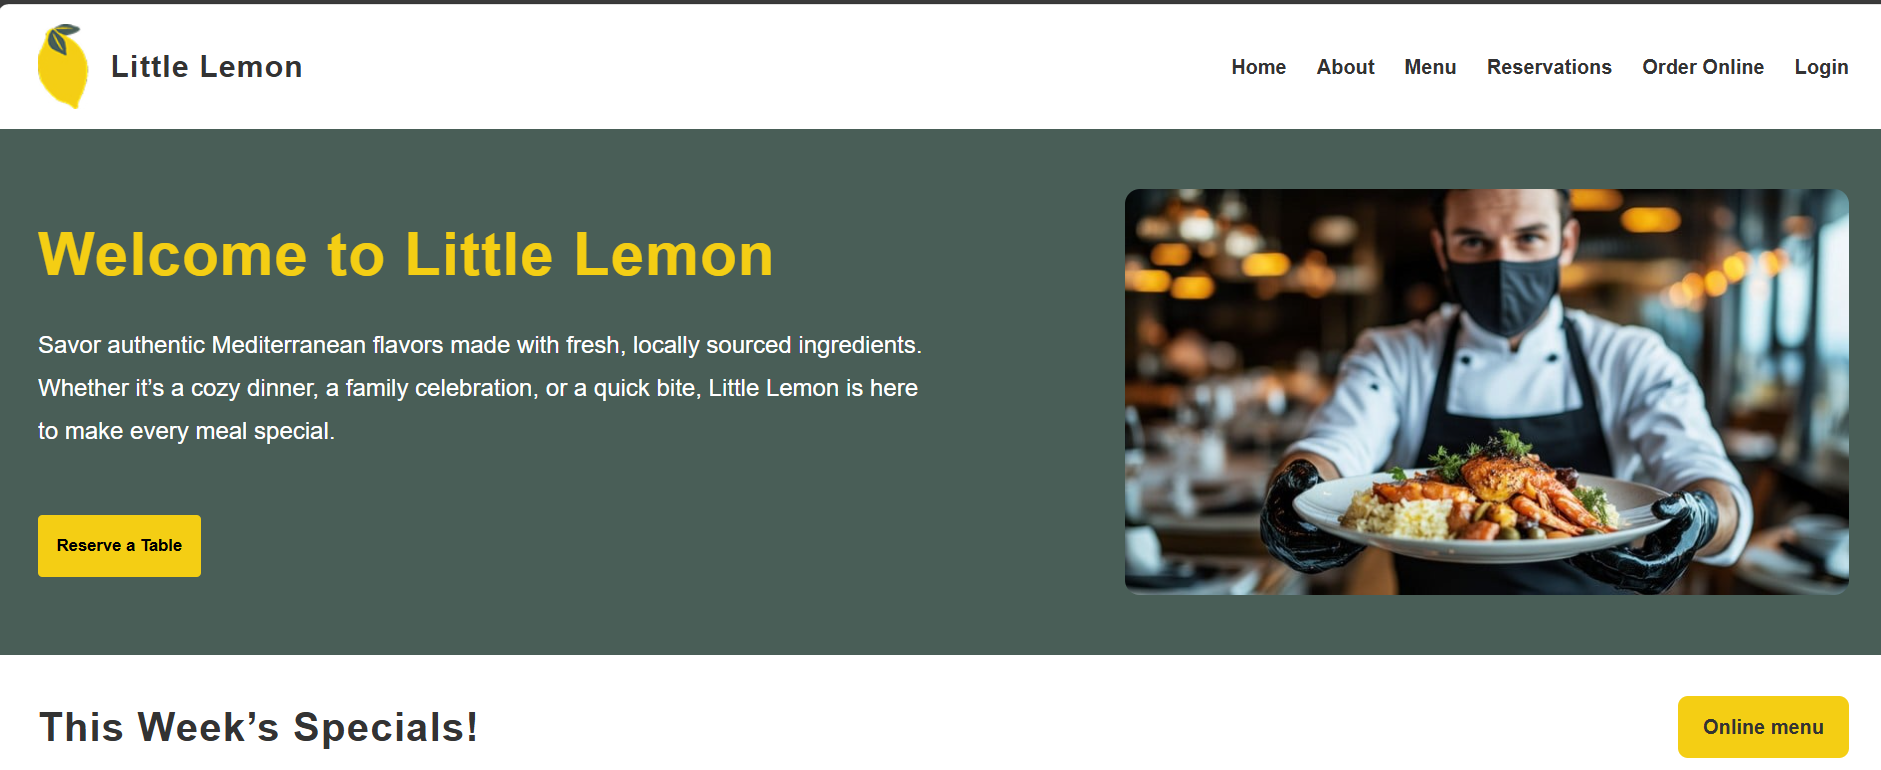 Little Lemon
Home About Menu Reservations Order Online Login
Welcome to Little Lemon
Savor authentic Mediterranean flavors made with fresh, locally sourced ingredients.
Whether it’s a cozy dinner, a family celebration, or a quick bite, Little Lemon is here
to make every meal special.
Reserve a Table
This Week’s Specials!
Online menu